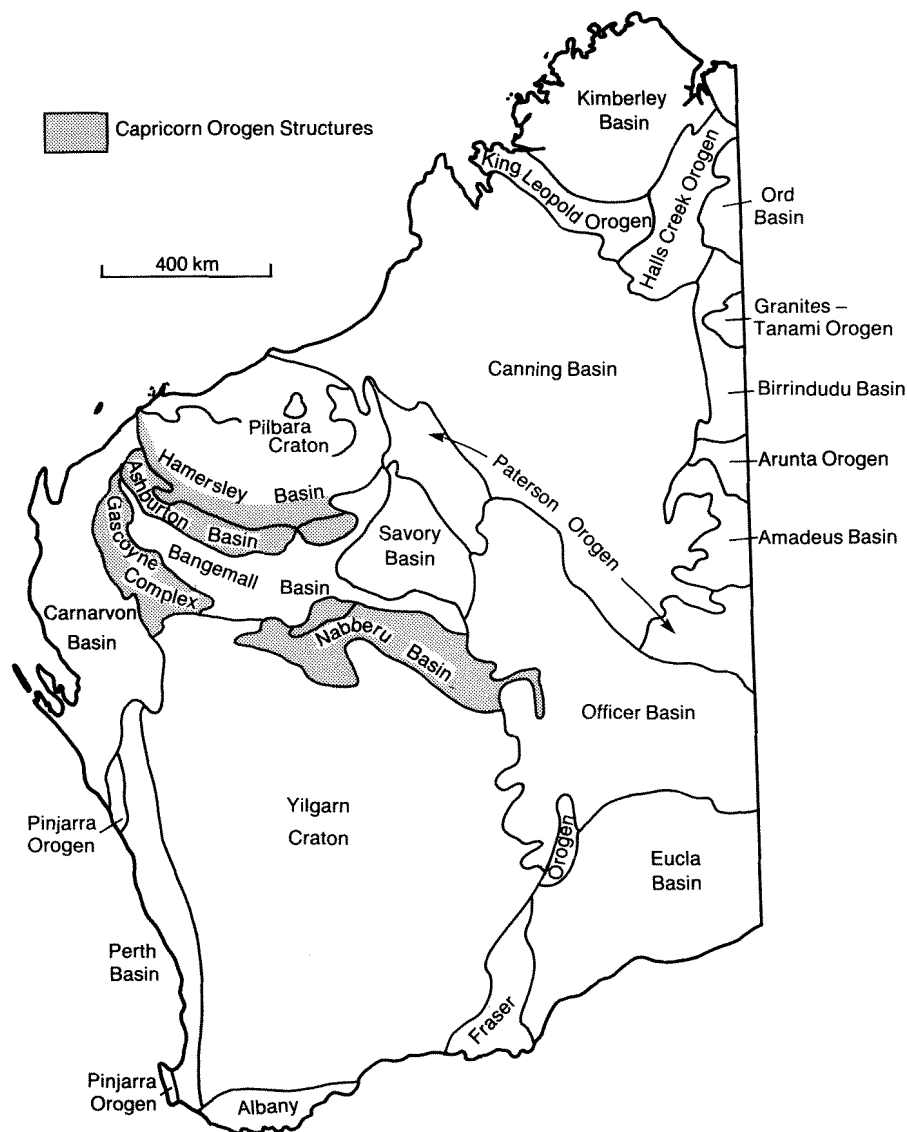 Kimberley
Basin
Capricorn Orogen Structures
King Leopold Orogen
Halls Creek Orogen
Ord
Basin
400 km
Granites –
Tanami Orogen
Canning Basin
Birrindudu Basin
Pilbara
Craton
Paterson Orogen
Arunta Orogen
Hamersley Basin
Ashburton Basin
Savory
Basin
Amadeus Basin
Gascoyne
Complex
Bangemall Basin
Carnarvon
Basin
Nabberu Basin
Officer Basin
Yilgarn
Craton
Pinjarra
Orogen
Orogen
Eucla
Basin
Perth
Basin
Fraser
Pinjarra
Orogen
Albany